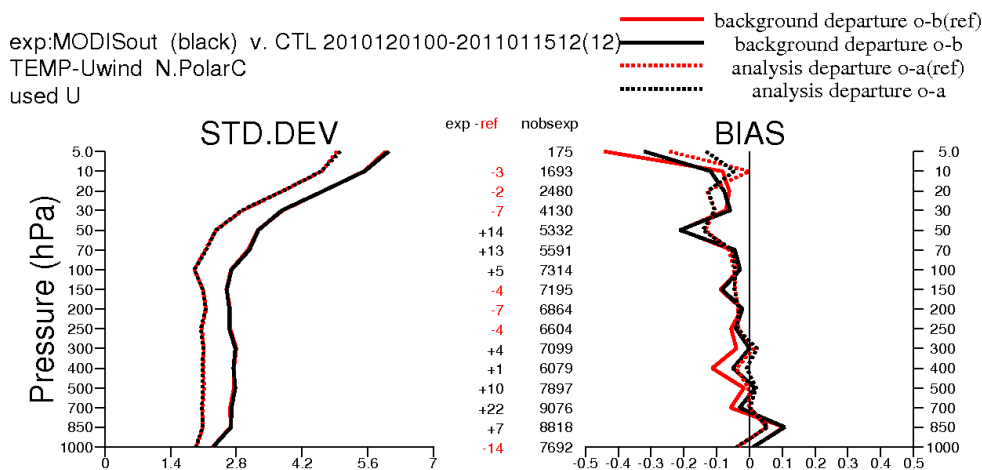 background departure o-b(ref)
exp:MODISout (black) v. CTL 2010120100-2011011512(12)
background departure o-b
TEMP-Uwind N.PolarC
analysis departure o-a(ref)
used U
analysis departure o-a
STD.DEV exp -ref nobsexp BIAS
Pressure (hPa)
5.0 175 5.0
10 -3 1693 10
20 -2 2480 20
30 -7 4130 30
50 +14 5332 50
70 +13 5591 70
100 +5 7314 100
150 -4 7195 150
200 -7 6864 200
250 -4 6604 250
300 +4 7099 300
400 +1 6079 400
500 +10 7897 500
700 +22 9076 700
850 +7 8818 850
1000 -14 7692 1000
0 1.4 2.8 4.2 5.6 7 -0.5 -0.4 -0.3 -0.2 -0.1 0 0.1 0.2 0.3 0.4 0.5